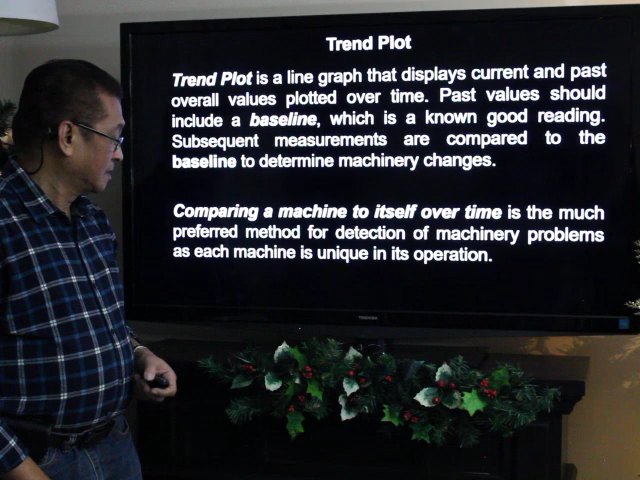 Trend Plot
Trend Plot is a line graph that displays current and past
overall values plotted over time. Past values should
include a baseline, which is a known good reading.
Subsequent measurements are compared to the
baseline to determine machinery changes.
Comparing a machine to itself over time is the much
preferred method for detection of machinery problems
as each machine is unique in its operation.
TOSHIBA